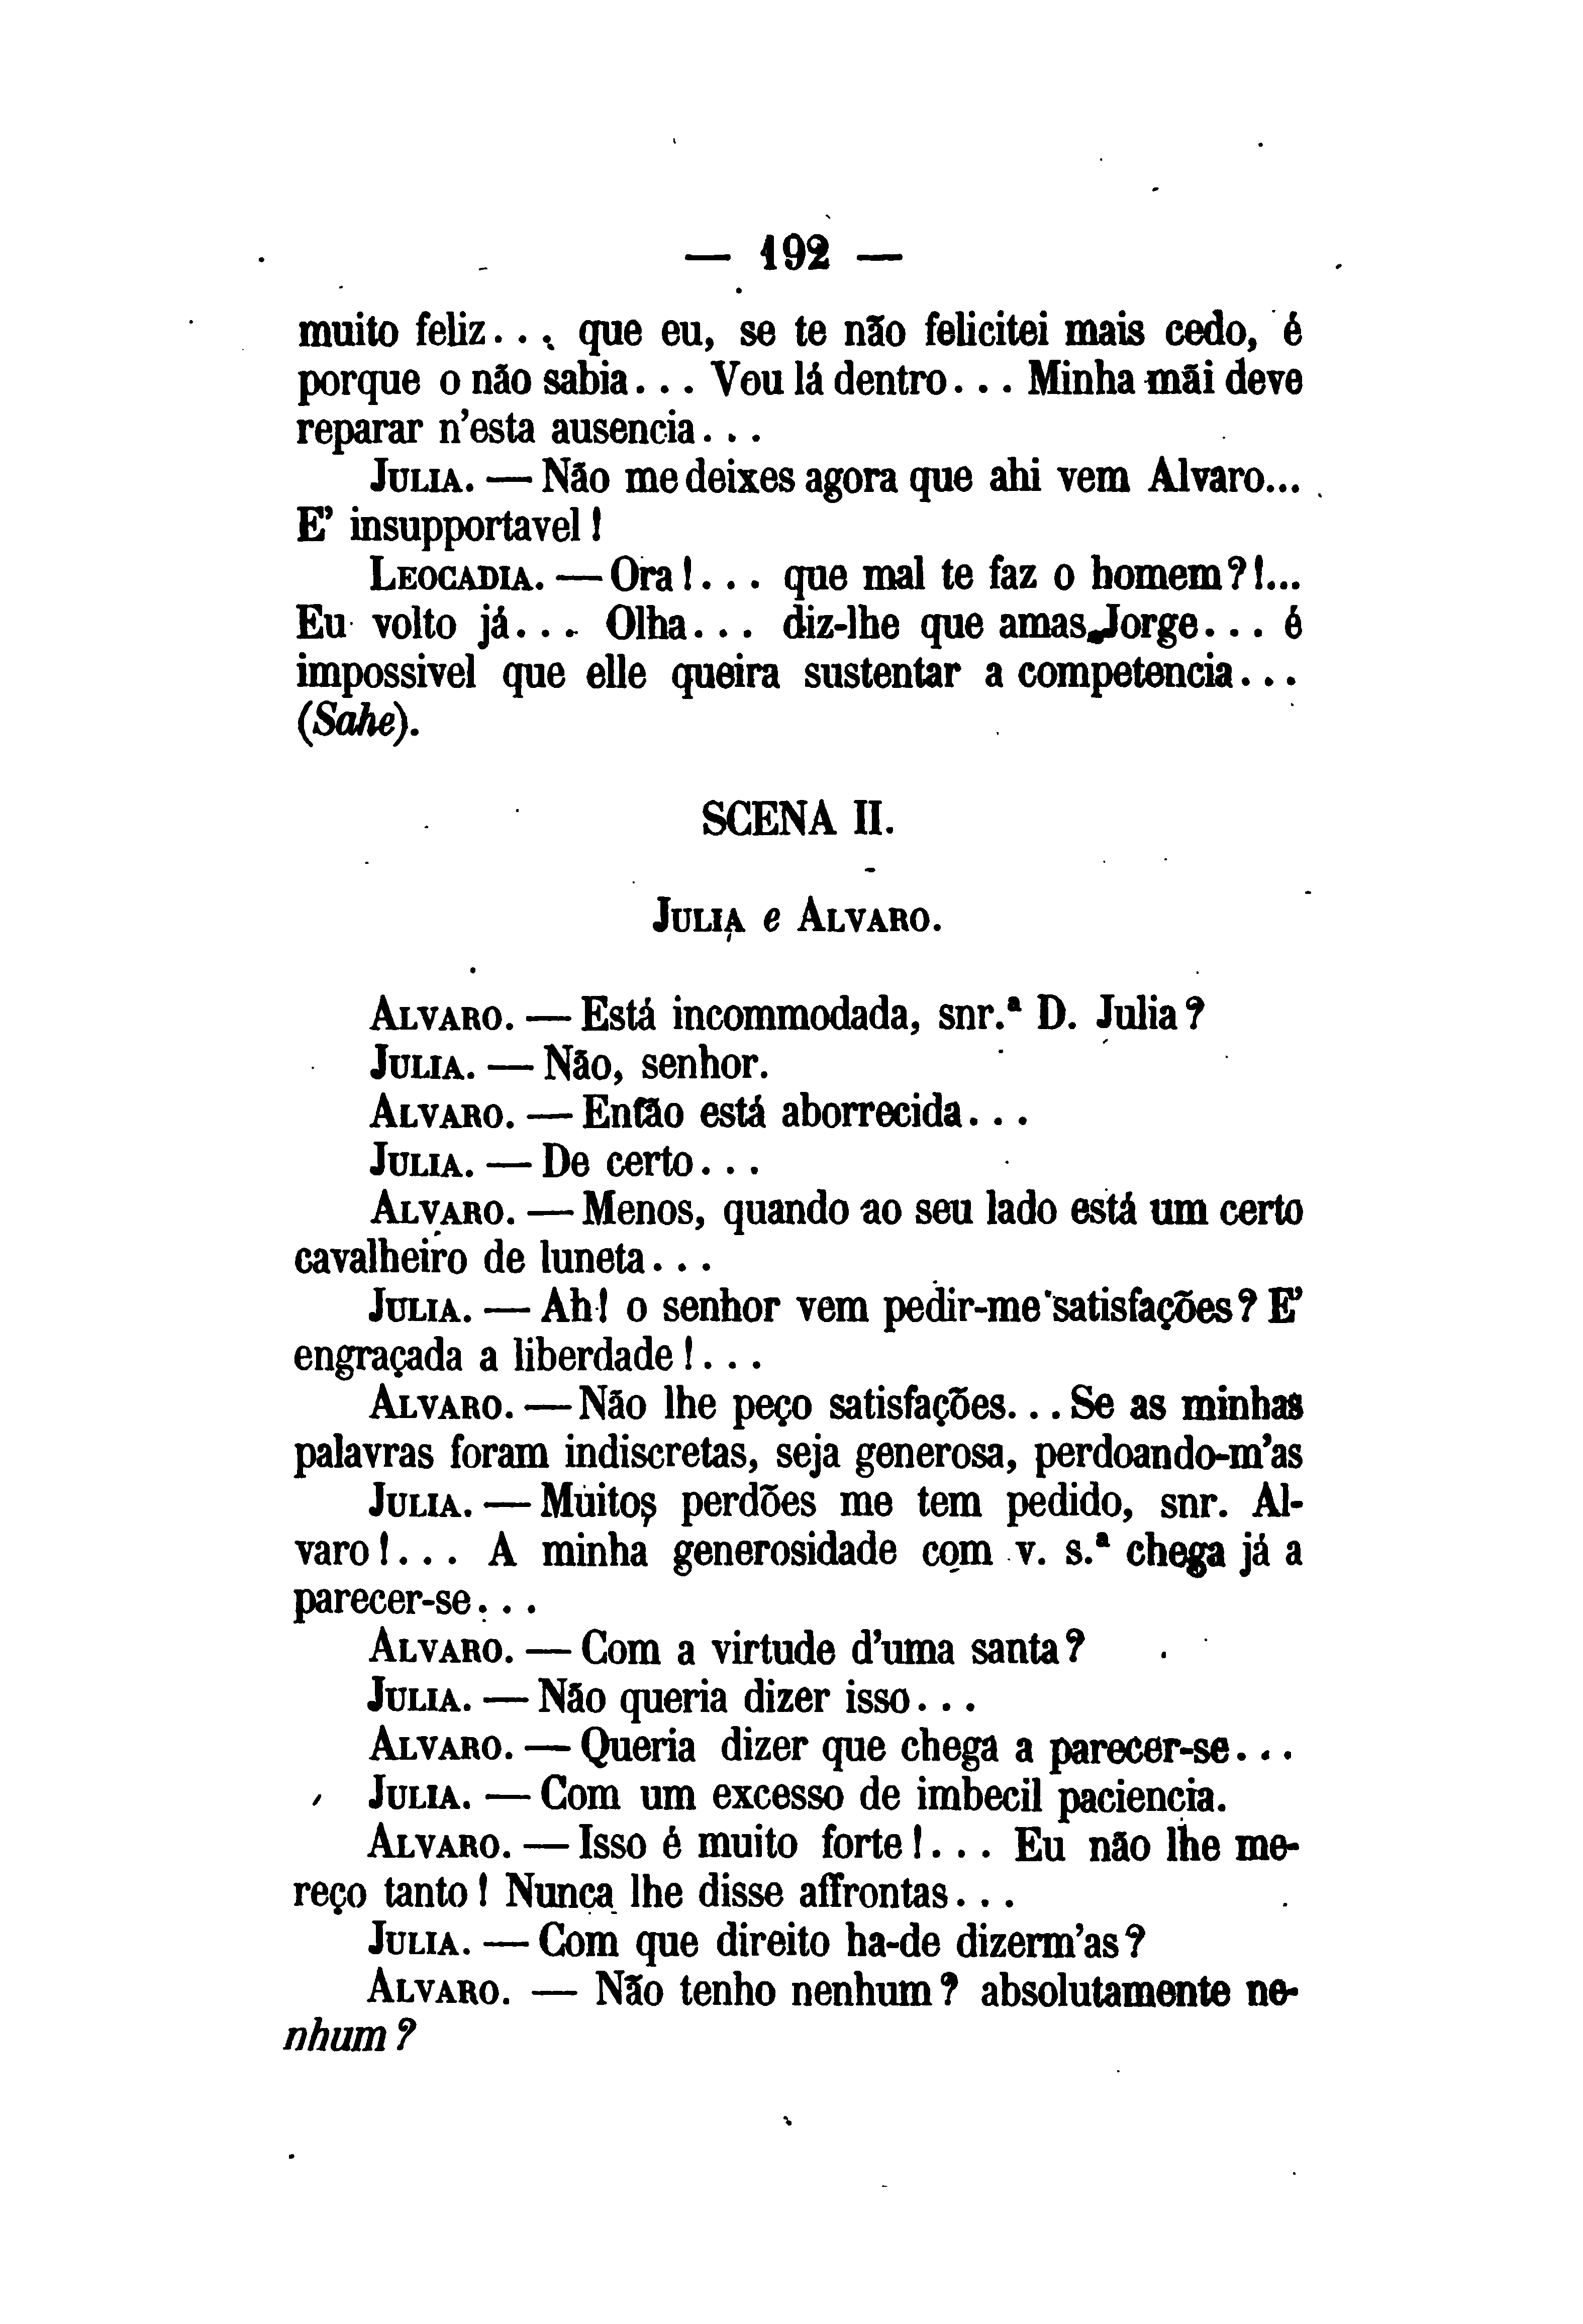 — 192 —
muito feliz... que eu, se te não felicitei mais cedo, é
porque o não sabia... Vou lá dentro... Minha mãi deve
reparar n'esta ausencia...
JULIA. — Não me deixes agora que ahi vem Alvaro...
E' insupportavel!
LEOCADIA. — Ora!... que mal te faz o homem?!...
Eu volto já... Olha... diz-lhe que amas Jorge... é
impossivel que elle queira sustentar a competencia...
(Sahe).
SCENA II.
JULIA e ALVARO.
ALVARO. — Está incommodada, snr.ª D. Julia?
JULIA. — Não, senhor.
ALVARO. — Então está aborrecida...
JULIA. — De certo...
ALVARO. — Menos, quando ao seu lado está um certo
cavalheiro de luneta...
JULIA. — Ah! o senhor vem pedir-me satisfações? E'
engraçada a liberdade!...
ALVARO. — Não lhe peço satisfações... Se as minhas
palavras foram indiscretas, seja generosa, perdoando-m'as
JULIA. — Muitos perdões me tem pedido, snr. Al-
varo!... A minha generosidade com v. s.ª chega já a
parecer-se...
ALVARO. — Com a virtude d'uma santa?
JULIA. — Não queria dizer isso...
ALVARO. — Queria dizer que chega a parecer-se...
JULIA. — Com um excesso de imbecil paciencia.
ALVARO. — Isso é muito forte!... Eu não lhe me-
reço tanto! Nunca lhe disse affrontas...
JULIA. — Com que direito ha-de dizerm'as?
ALVARO. — Não tenho nenhum? absolutamente ne-
nhum?